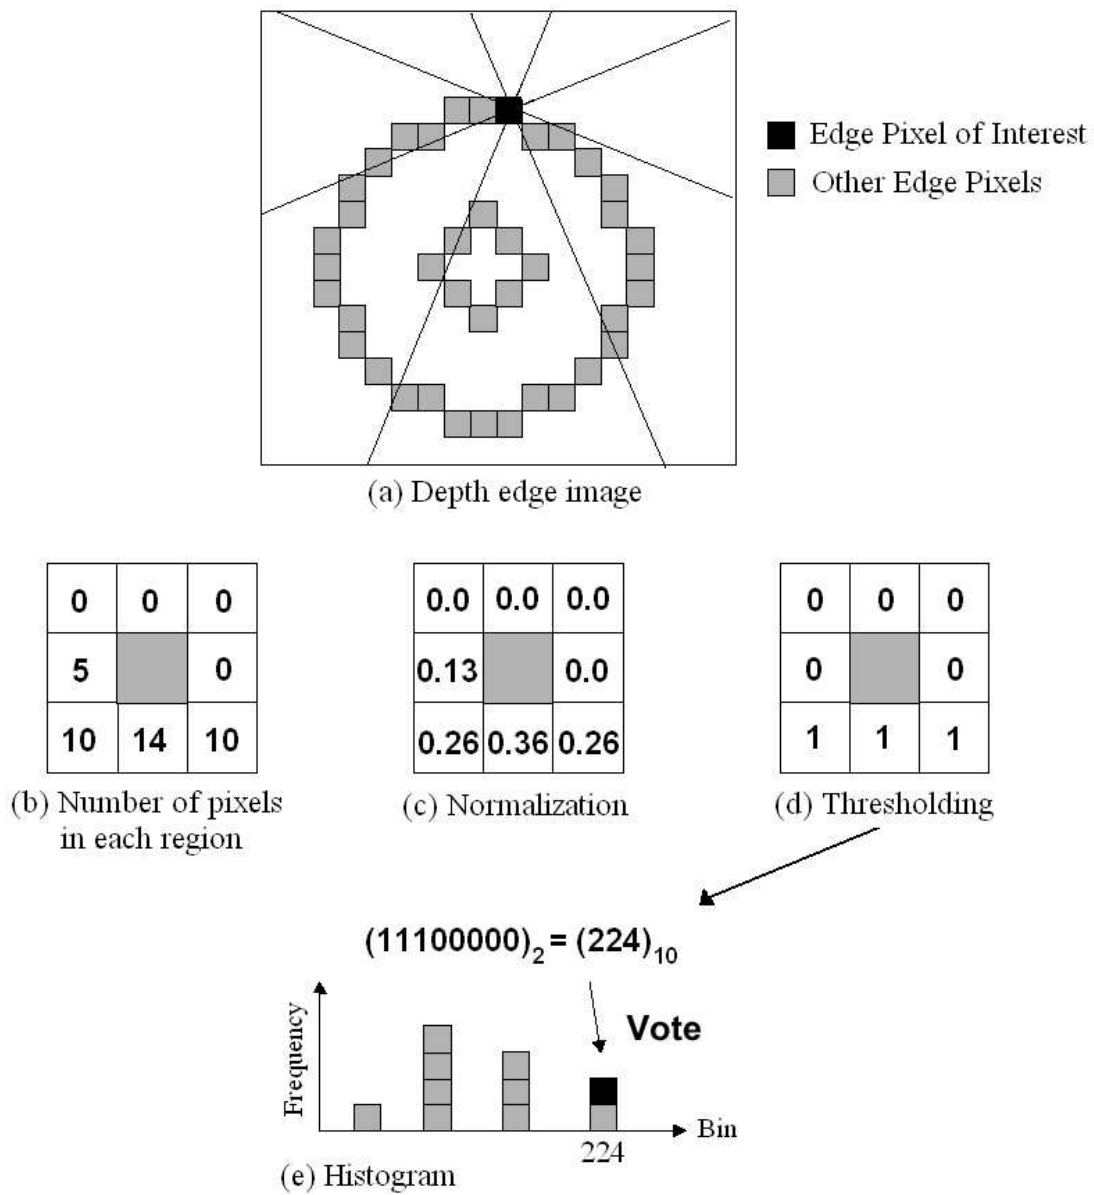 Edge Pixel of Interest
Other Edge Pixels
(a) Depth edge image
0 0 0
5 0
10 14 10
(b) Number of pixels
in each region
0.0 0.0 0.0
0.13 0.0
0.26 0.36 0.26
(c) Normalization
0 0 0
0 0
1 1 1
(d) Thresholding
(11100000)₂ = (224)₁₀
Vote
Frequency
Bin
224
(e) Histogram